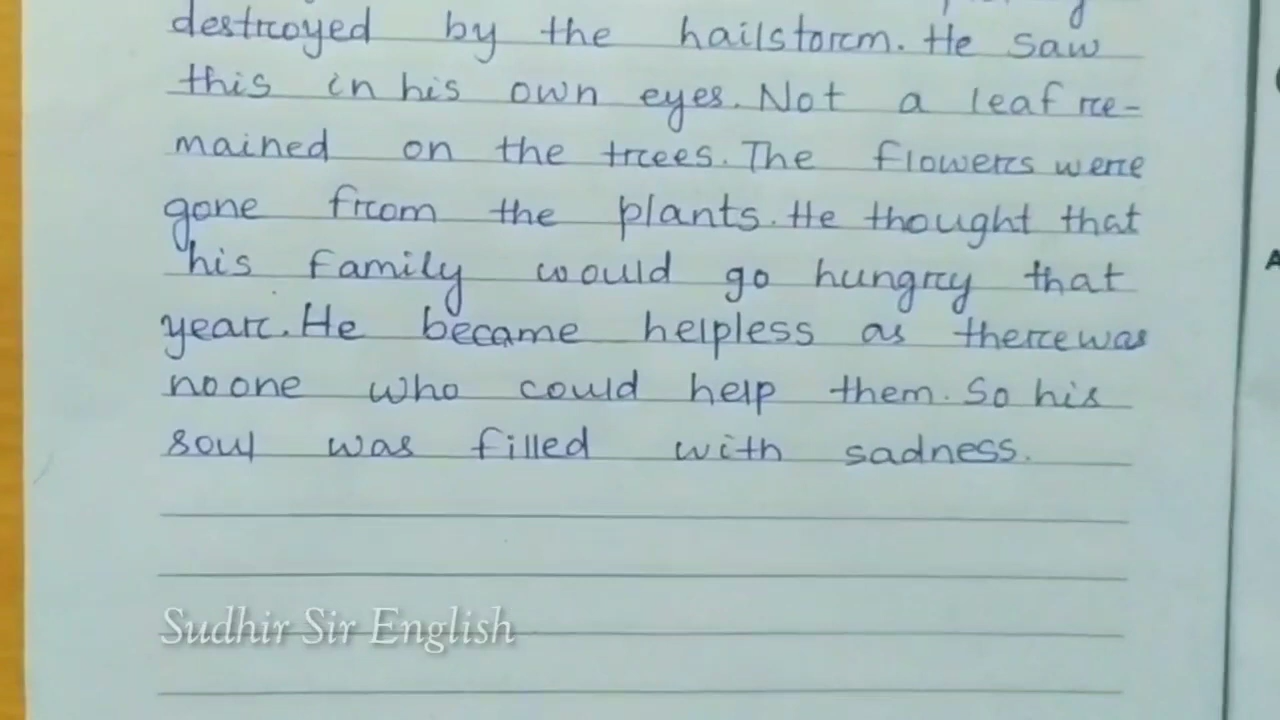 destroyed by the hailstorm. He saw
this in his own eyes. Not a leaf re-
mained on the trees. The flowers were
gone from the plants. He thought that
his family would go hungry that
year. He became helpless as there was
no one who could help them. So his
soul was filled with sadness.
Sudhir Sir English